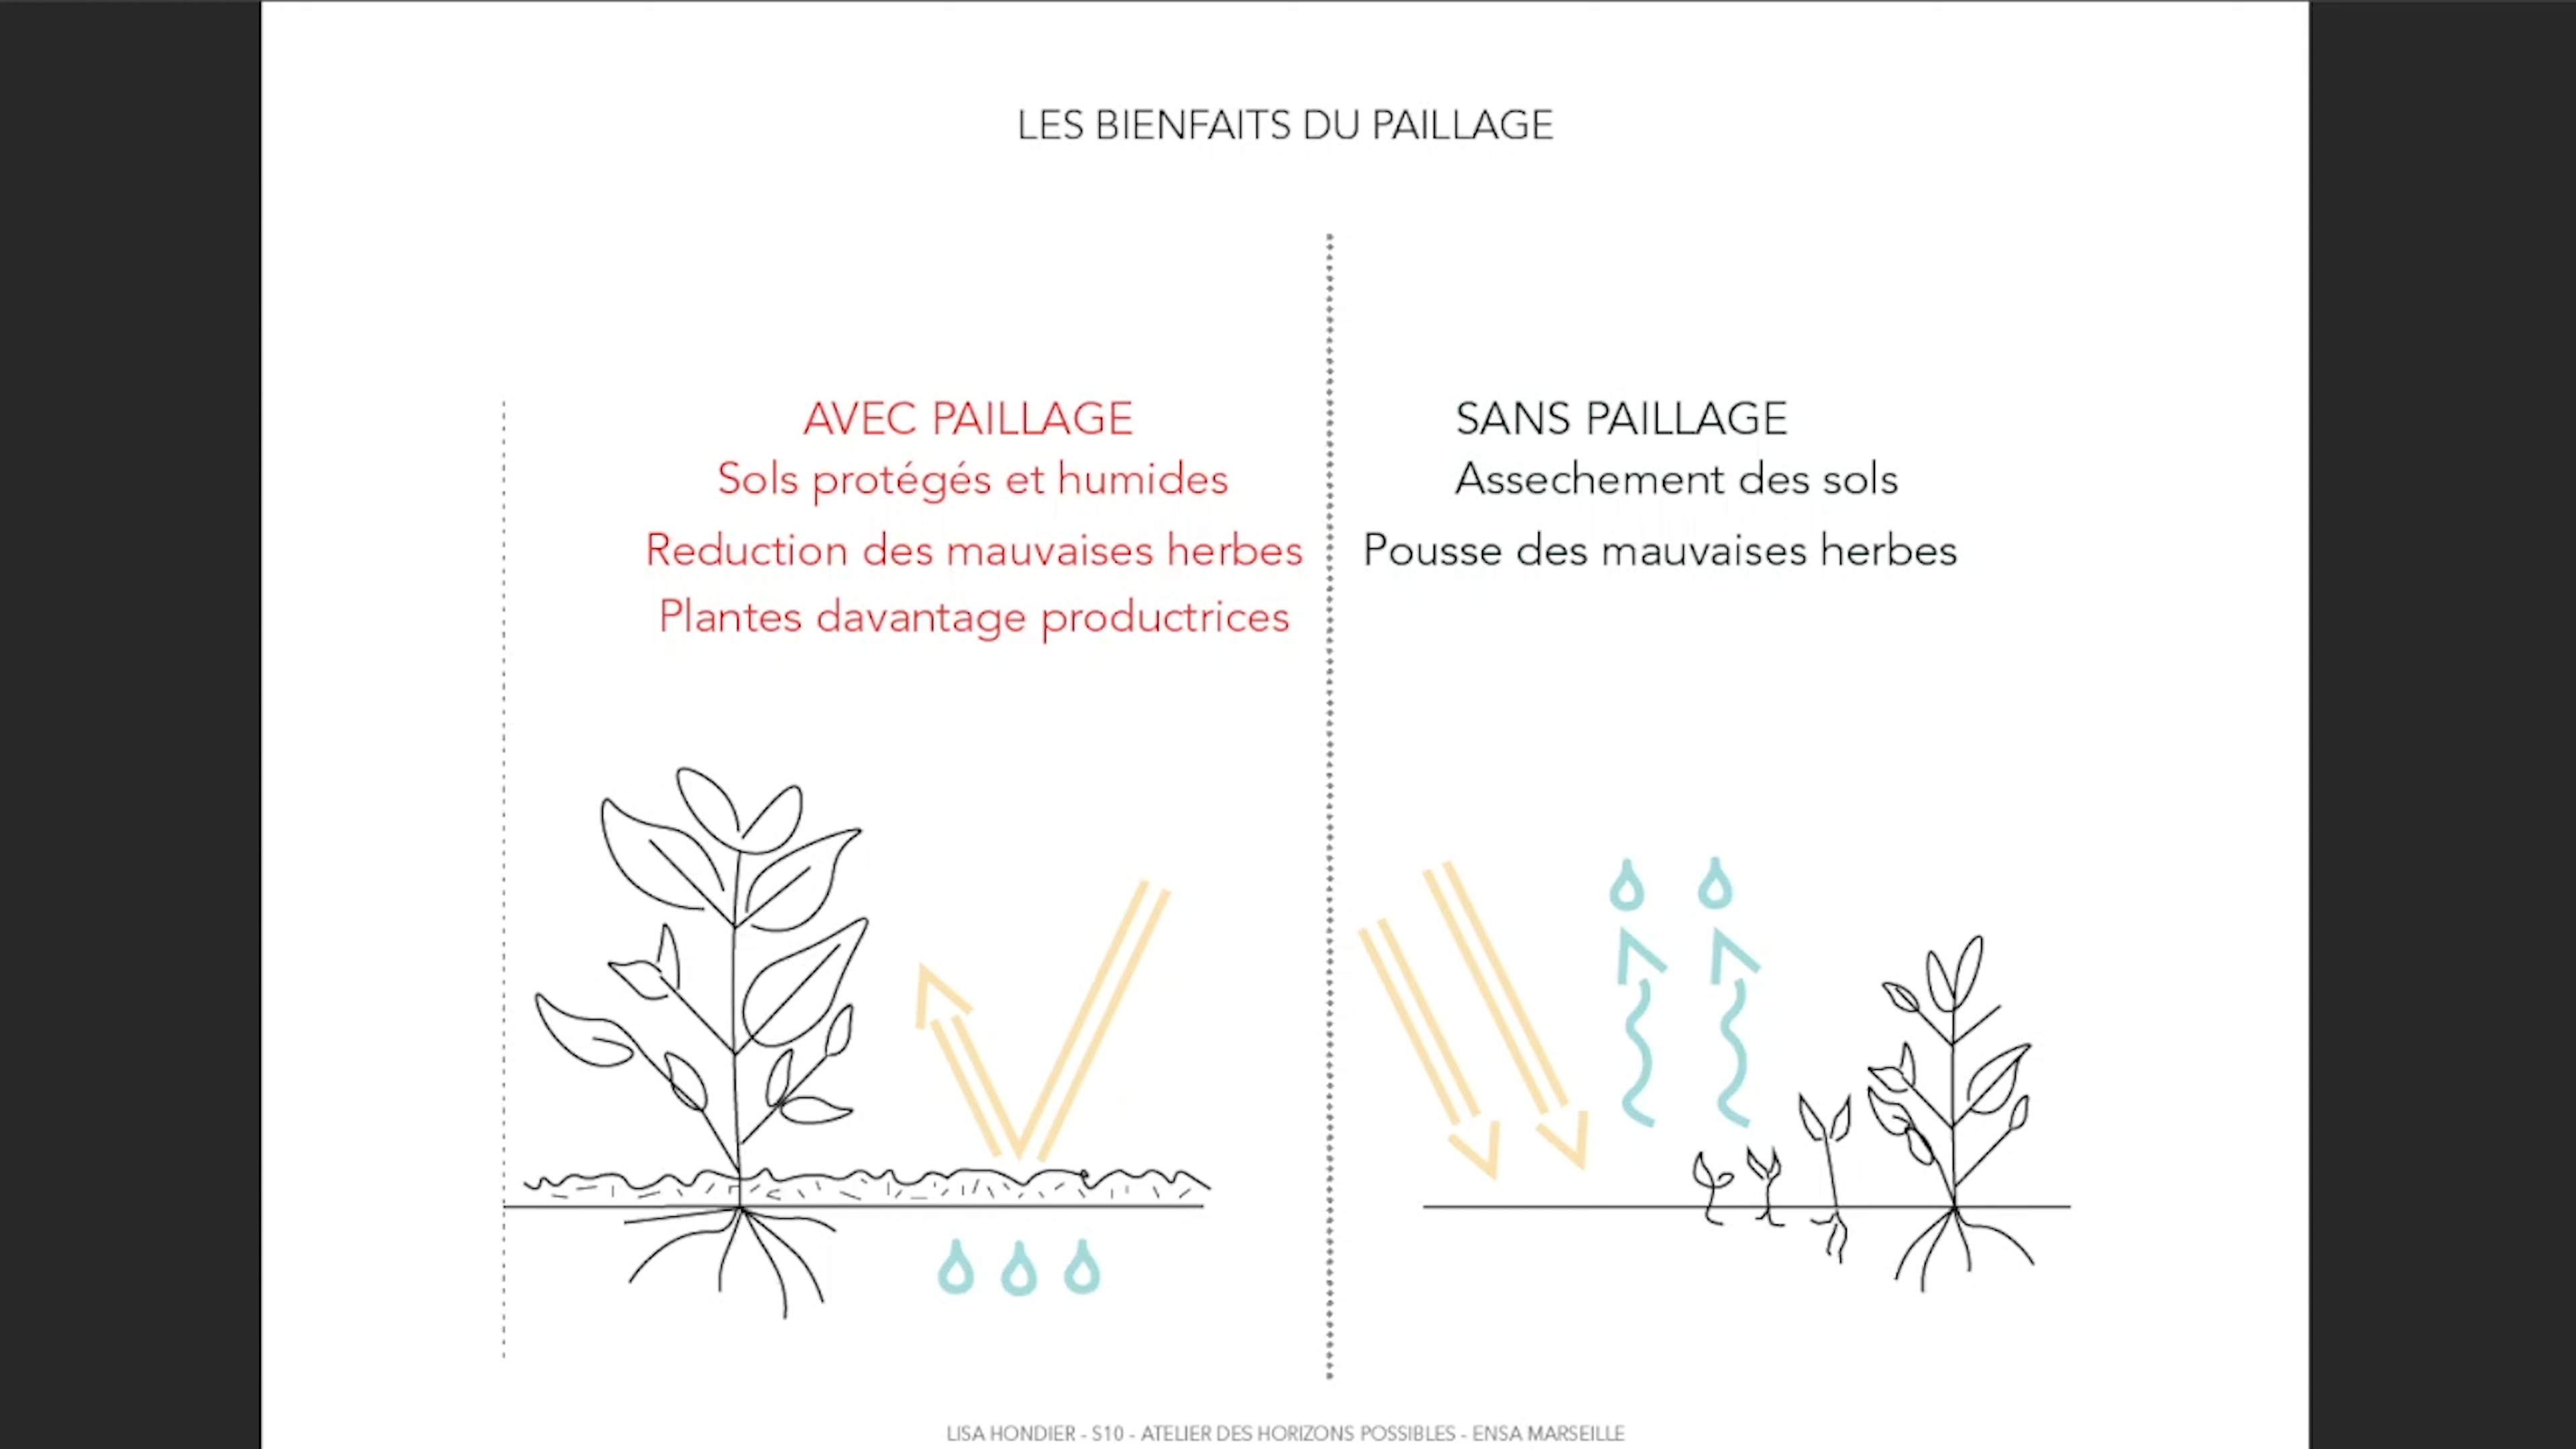 LES BIENFAITS DU PAILLAGE
AVEC PAILLAGE
Sols protégés et humides
Reduction des mauvaises herbes
Plantes davantage productrices
SANS PAILLAGE
Assechement des sols
Pousse des mauvaises herbes
LISA HONDIER - S10 - ATELIER DES HORIZONS POSSIBLES - ENSA MARSEILLE